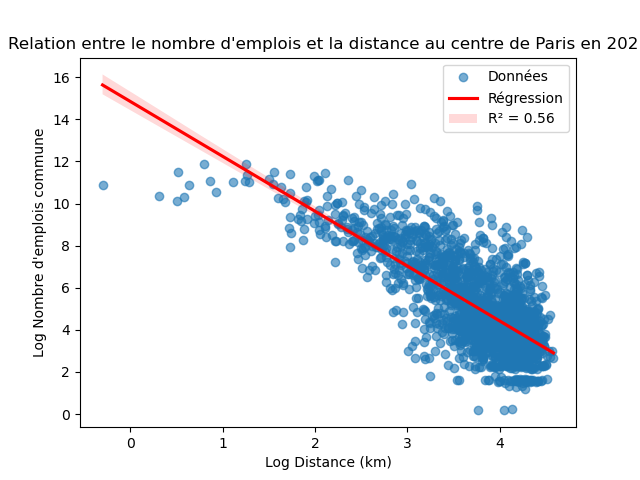 Relation entre le nombre d'emplois et la distance au centre de Paris en 202
Données
Régression
R² = 0.56
16
14
12
10
8
6
4
2
0
Log Nombre d'emplois commune
0 1 2 3 4
Log Distance (km)